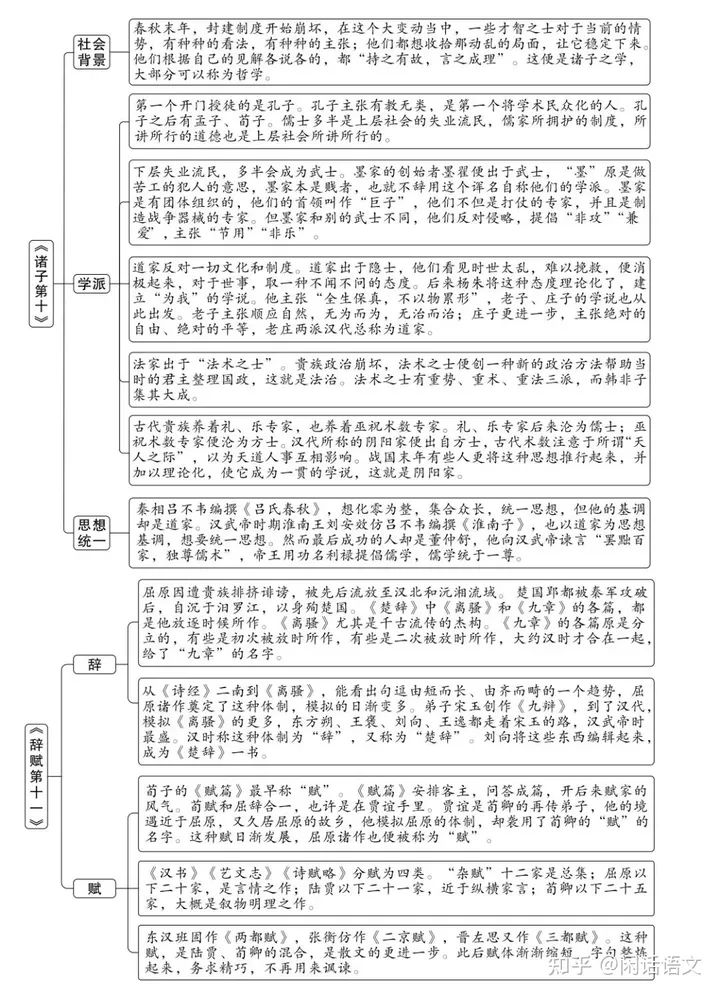 《诸子第十》
社会
背景
春秋末年，封建制度开始崩坏，在这个大变动当中，一些才智之士对于当前的情
势，有种种的看法，有种种的主张；他们都想收拾那动乱的局面，让它稳定下来。
他们根据自己的见解各说各的，都“持之有故，言之成理”。这便是诸子之学，
大部分可以称为哲学。
学派
第一个开门授徒的是孔子。孔子主张有教无类，是第一个将学术民众化的人。孔
子之后有孟子、荀子。儒士多半是上层社会的失业流民，儒家所拥护的制度，所
讲所行的道德也是上层社会所讲所行的。
下层失业流民，多半会成为武士。墨家的创始者墨翟便出于武士，“墨”原是做
苦工的犯人的意思，墨家本是贱者，也就不辞用这个诨名自称他们的学派。墨家
是有团体组织的，他们的首领叫作“巨子”，他们不但是打仗的专家，并且是制
造战争器械的专家。但墨家和别的武士不同，他们反对侵略，提倡“非攻”“兼
爱”，主张“节用”“非乐”。
道家反对一切文化和制度。道家出于隐士，他们看见时世太乱，难以挽救，便消
极起来，对于世事，取一种不闻不问的态度。后来杨朱将这种态度理论化了，建
立“为我”的学说。他主张“全生保真，不以物累形”，老子、庄子的学说也从
此出发。老子主张顺应自然，无为而为，无治而治；庄子更进一步，主张绝对的
自由、绝对的平等，老庄两派汉代总称为道家。
法家出于“法术之士”。贵族政治崩坏，法术之士便创一种新的政治方法帮助当
时的君主整理国政，这就是法治。法术之士有重势、重术、重法三派，而韩非子
集其大成。
古代贵族养着礼、乐专家，也养着巫祝术数专家。礼、乐专家后来沦为儒士；巫
祝术数专家便沦为方士。汉代所称的阴阳家便出自方士，古代术数注意于所谓“天
人之际”，以为天道人事互相影响。战国末年有些人更将这种思想推行起来，并
加以理论化，使它成为一贯的学说，这就是阴阳家。
思想
统一
秦相吕不韦编撰《吕氏春秋》，想化零为整，集合众长，统一思想，但他的基调
却是道家。汉武帝时期淮南王刘安效仿吕不韦编撰《淮南子》，也以道家为思想
基调，想要统一思想。然而最后成功的人却是董仲舒，他向汉武帝谏言“罢黜百
家，独尊儒术”，帝王用功名利禄提倡儒学，儒学统于一尊。
《辞赋第十一》
辞
屈原因遭贵族排挤诽谤，被先后流放至汉北和沅湘流域。楚国郢都被秦军攻破
后，自沉于汨罗江，以身殉楚国。《楚辞》中《离骚》和《九章》的各篇，都
是他放逐时候所作。《离骚》尤其是千古流传的杰构。《九章》的各篇原是分
立的，有些是初次被放时所作，有些是二次被放时所作，大约汉时才合在一起，
给了“九章”的名字。
从《诗经》二南到《离骚》，能看出句逗由短而长、由齐而畸的一个趋势，屈
原诸作奠定了这种体制，模拟的日渐变多。弟子宋玉创作《九辩》，到了汉代，
模拟《离骚》的更多，东方朔、王褒、刘向、王逸都走着宋玉的路，汉武帝时
最盛。汉时称这种体制为“辞”，又称为“楚辞”。刘向将这些东西编辑起来，
成为《楚辞》一书。
赋
荀子的《赋篇》最早称“赋”。《赋篇》安排客主，问答成篇，开后来赋家的
风气。荀赋和屈辞合一，也许是在贾谊手里。贾谊是荀卿的再传弟子，他的境
遇近于屈原，又久居屈原的故乡，他模拟屈原的体制，却袭用了荀卿的“赋”的
名字。这种赋日渐发展，屈原诸作也便被称为“赋”。
《汉书》《艺文志》《诗赋略》分赋为四类。“杂赋”十二家是总集；屈原以
下二十家，是言情之作；陆贾以下二十一家，近于纵横家言；荀卿以下二十五
家，大概是叙物明理之作。
东汉班固作《两都赋》，张衡仿作《二京赋》，晋左思又作《三都赋》。这种
赋，是陆贾、荀卿的混合，是散文的更进一步。此后赋体渐渐缩短，字句整炼
起来，务求精巧，不再用来讽谏。
知乎 @闲话语文